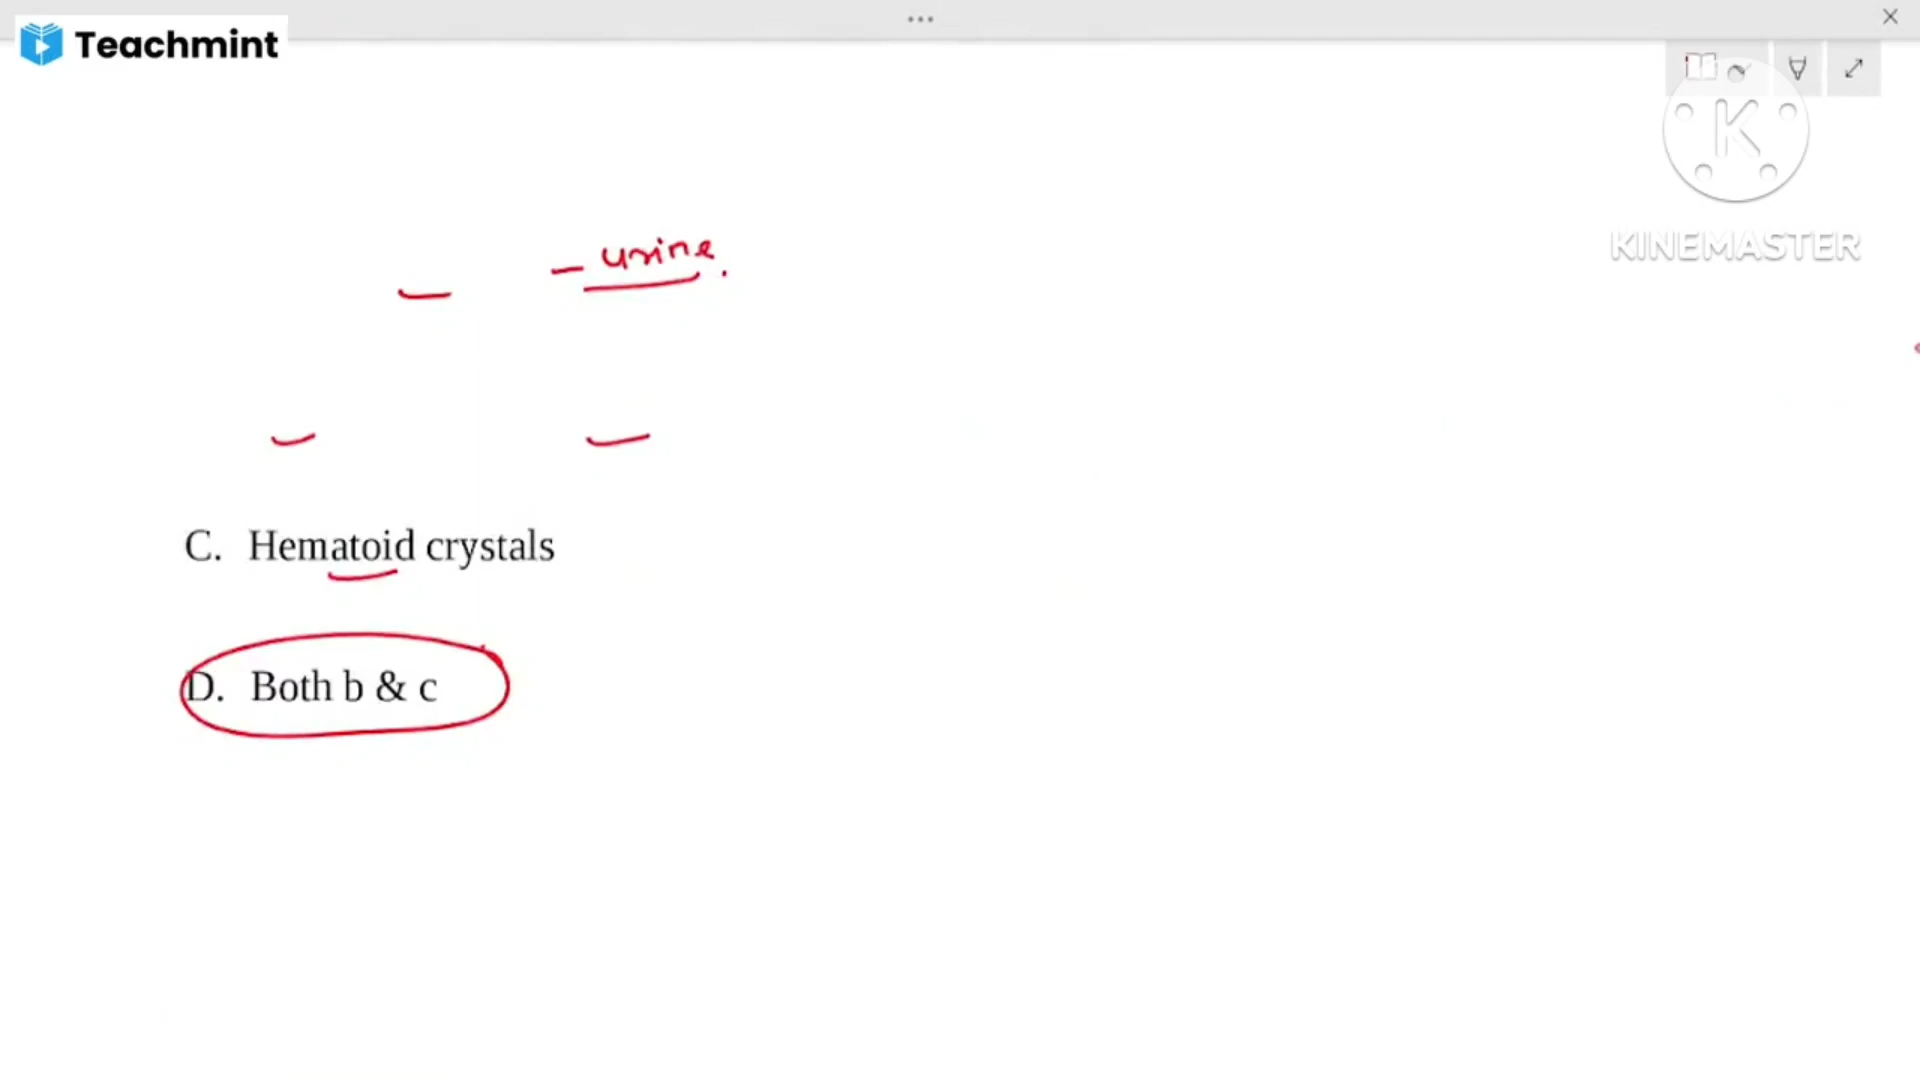 Teachmint
KINEMASTER
– urine.
C. Hematoid crystals
D. Both b & c